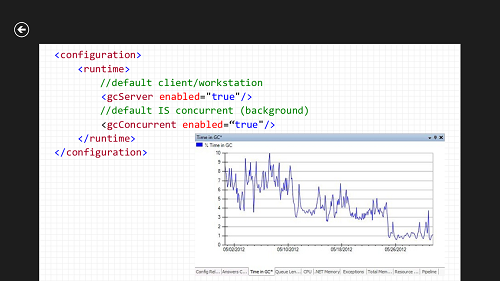 <configuration>
<runtime>
//default client/workstation
<gcServer enabled="true"/>
//default IS concurrent (background)
<gcConcurrent enabled=“true"/>
</runtime>
</configuration>
Time in GC*
% Time in GC
10
9
8
7
6
5
4
3
2
1
0
05/02/2012 05/12/2012 05/18/2012 05/26/2012
Config Rel... Answers C... Time in GC* Queue Len... CPU .NET Memory Exceptions Total Mem... Resource ... Pipeline